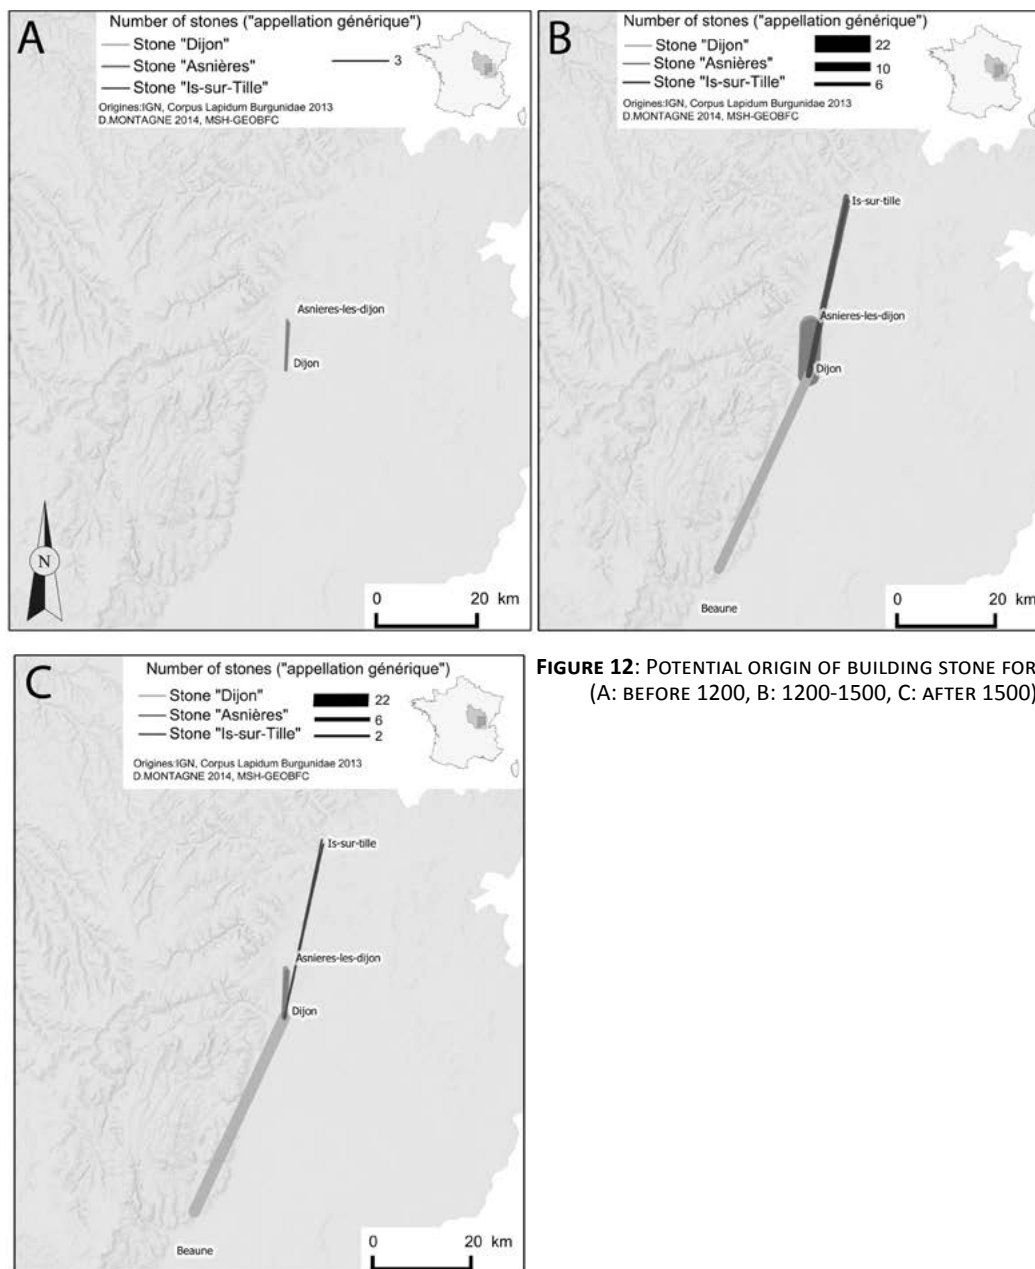 A
Number of stones ("appellation générique")
Stone "Dijon"
Stone "Asnières"
Stone "Is-sur-Tille"
3
Origines:IGN, Corpus Lapidum Burgunidae 2013
D.MONTAGNE 2014, MSH-GEOBFC
Asnieres-les-dijon
Dijon
N
0 20 km
B
Number of stones ("appellation générique")
Stone "Dijon"
Stone "Asnières"
Stone "Is-sur-Tille"
22
10
6
Origines:IGN, Corpus Lapidum Burgunidae 2013
D.MONTAGNE 2014, MSH-GEOBFC
Is-sur-tille
Asnieres-les-dijon
Dijon
Beaune
0 20 km
C
Number of stones ("appellation générique")
Stone "Dijon"
Stone "Asnières"
Stone "Is-sur-Tille"
22
6
2
Origines:IGN, Corpus Lapidum Burgunidae 2013
D.MONTAGNE 2014, MSH-GEOBFC
Is-sur-tille
Asnieres-les-dijon
Dijon
Beaune
0 20 km
FIGURE 12: POTENTIAL ORIGIN OF BUILDING STONE FOR
(A: BEFORE 1200, B: 1200-1500, C: AFTER 1500)